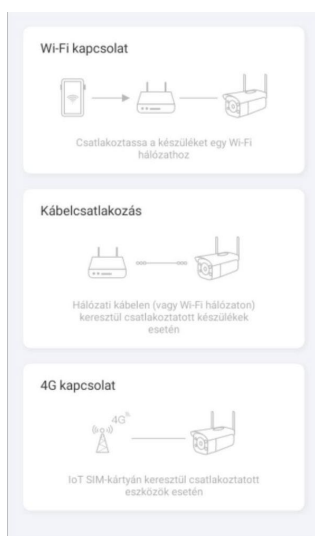 Wi-Fi kapcsolat
Csatlakoztassa a készüléket egy Wi-Fi
hálózathoz
Kábelcsatlakozás
Hálózati kábelen (vagy Wi-Fi hálózaton)
keresztül csatlakoztatott készülékek
esetén
4G kapcsolat
4G
IoT SIM-kártyán keresztül csatlakoztatott
eszközök esetén